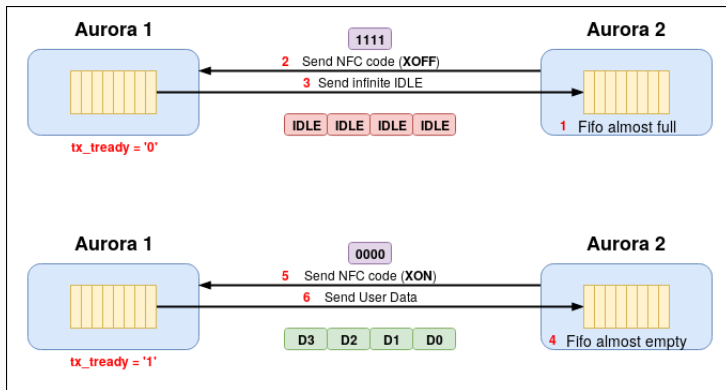 Aurora 1
1111
Aurora 2
2 Send NFC code (XOFF)
3 Send infinite IDLE
IDLE IDLE IDLE IDLE
1 Fifo almost full
tx_tready = '0'
Aurora 1
0000
Aurora 2
5 Send NFC code (XON)
6 Send User Data
D3 D2 D1 D0
4 Fifo almost empty
tx_tready = '1'